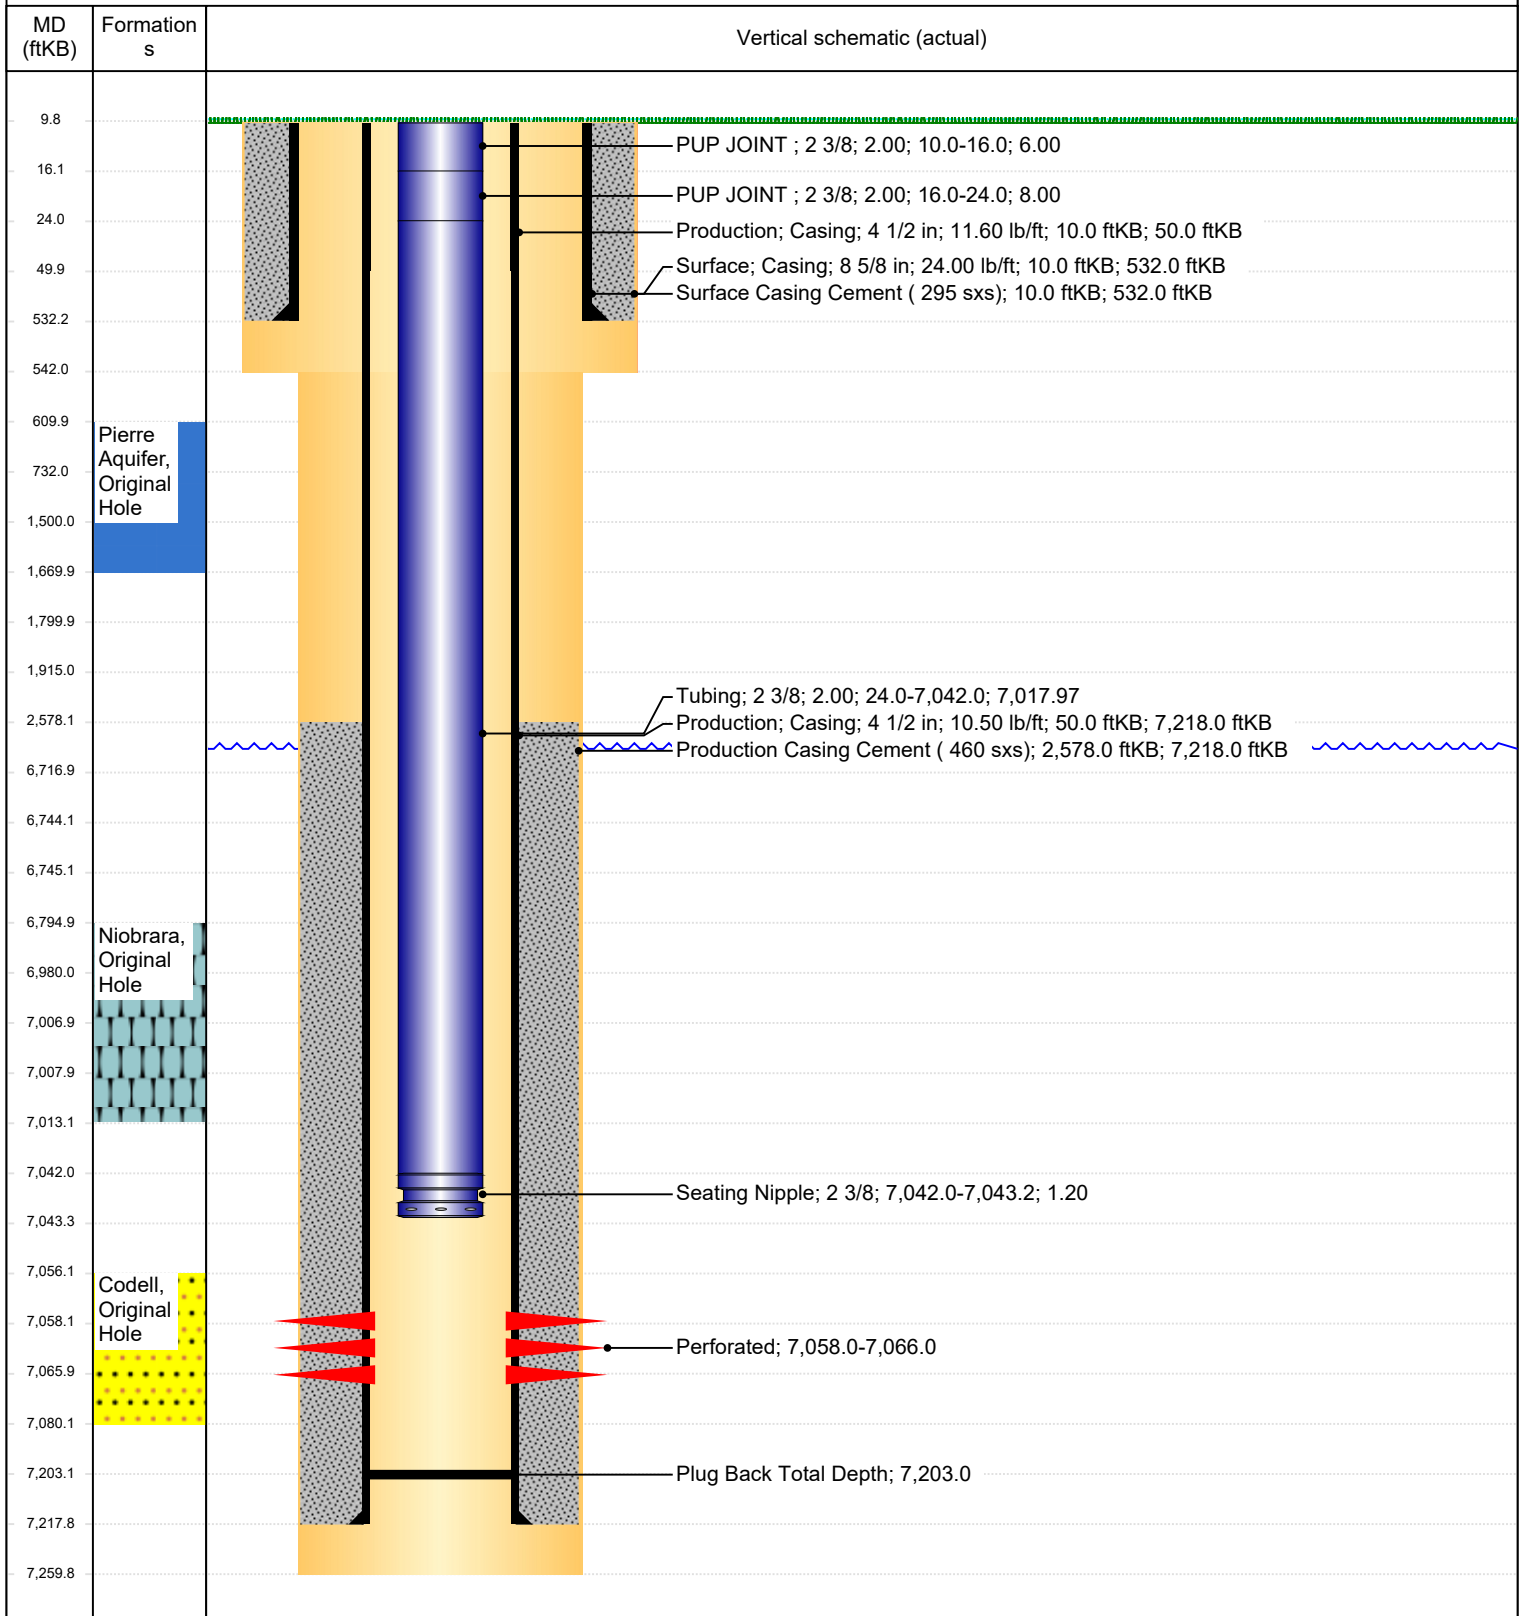 MD
(ftKB)
Formation
s
Vertical schematic (actual)
9.8
PUP JOINT ; 2 3/8; 2.00; 10.0-16.0; 6.00
16.1
PUP JOINT ; 2 3/8; 2.00; 16.0-24.0; 8.00
24.0
Production; Casing; 4 1/2 in; 11.60 lb/ft; 10.0 ftKB; 50.0 ftKB
49.9
Surface; Casing; 8 5/8 in; 24.00 lb/ft; 10.0 ftKB; 532.0 ftKB
Surface Casing Cement ( 295 sxs); 10.0 ftKB; 532.0 ftKB
532.2
542.0
609.9
Pierre
Aquifer,
Original
Hole
732.0
1,500.0
1,669.9
1,799.9
1,915.0
Tubing; 2 3/8; 2.00; 24.0-7,042.0; 7,017.97
2,578.1
Production; Casing; 4 1/2 in; 10.50 lb/ft; 50.0 ftKB; 7,218.0 ftKB
Production Casing Cement ( 460 sxs); 2,578.0 ftKB; 7,218.0 ftKB
6,716.9
6,744.1
6,745.1
6,794.9
Niobrara,
Original
Hole
6,980.0
7,006.9
7,007.9
7,013.1
7,042.0
Seating Nipple; 2 3/8; 7,042.0-7,043.2; 1.20
7,043.3
7,056.1
Codell,
Original
Hole
7,058.1
Perforated; 7,058.0-7,066.0
7,065.9
7,080.1
7,203.1
Plug Back Total Depth; 7,203.0
7,217.8
7,259.8